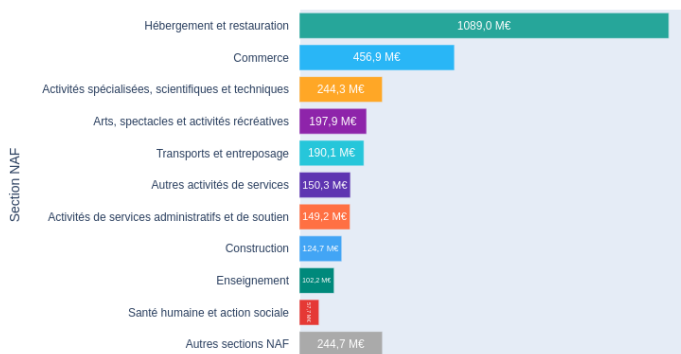 Section NAF
Hébergement et restauration 1089,0 M€
Commerce 456,9 M€
Activités spécialisées, scientifiques et techniques 244,3 M€
Arts, spectacles et activités récréatives 197,9 M€
Transports et entreposage 190,1 M€
Autres activités de services 150,3 M€
Activités de services administratifs et de soutien 149,2 M€
Construction 124,7 M€
Enseignement 102,2 M€
Santé humaine et action sociale M€
Autres sections NAF 244,7 M€